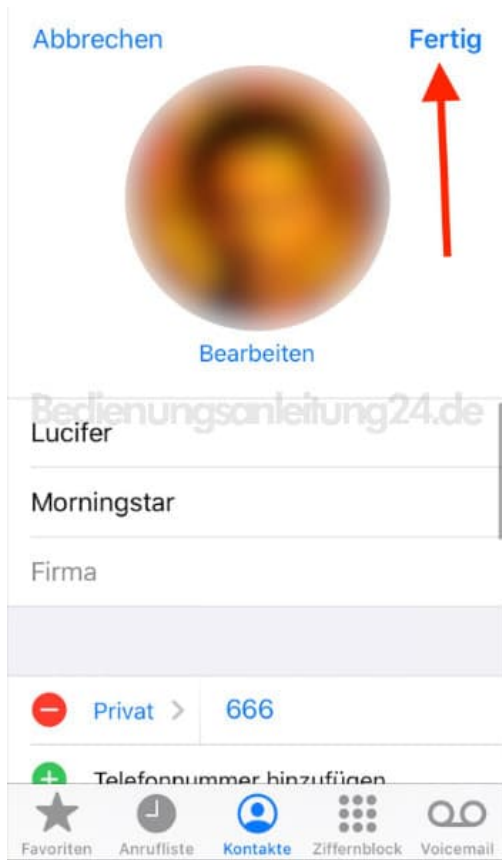 Abbrechen Fertig
Bearbeiten
Bedienungsanleitung24.de
Lucifer
Morningstar
Firma
Privat 666
Telefonnummer hinzufügen
Favoriten Anrufliste Kontakte Ziffernblock Voicemail